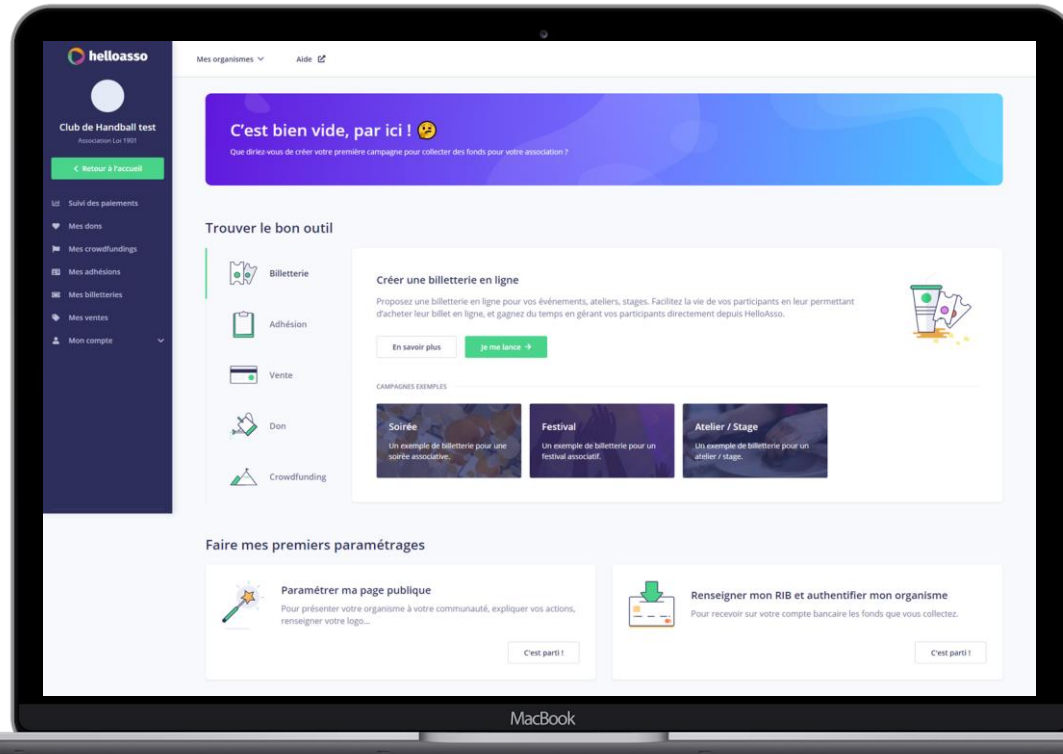 helloasso
Mes organismes
Aide
Club de Handball test
Association Loi 1901
Retour à l'accueil
Suivi des paiements
Mes dons
Mes crowdfundings
Mes adhésions
Mes billetteries
Mes ventes
Mon compte
C'est bien vide, par ici !
Que diriez-vous de créer votre première campagne pour collecter des fonds pour votre association ?
Trouver le bon outil
Billetterie
Adhésion
Vente
Don
Crowdfunding
Créer une billetterie en ligne
Proposez une billetterie en ligne pour vos événements, ateliers, stages. Facilitez la vie de vos participants en leur permettant
d'acheter leur billet en ligne, et gagnez du temps en gérant vos participants directement depuis HelloAsso.
En savoir plus
Je me lance
CAMPAGNES EXEMPLES
Soirée
Un exemple de billetterie pour une
soirée associative.
Festival
Un exemple de billetterie pour un
festival associatif.
Atelier / Stage
Un exemple de billetterie pour un
atelier / stage.
Faire mes premiers paramétrages
Paramétrer ma page publique
Pour présenter votre organisme à votre communauté, expliquer vos actions,
renseigner votre logo...
C'est parti !
Renseigner mon RIB et authentifier mon organisme
Pour recevoir sur votre compte bancaire les fonds que vous collectez.
C'est parti !
MacBook